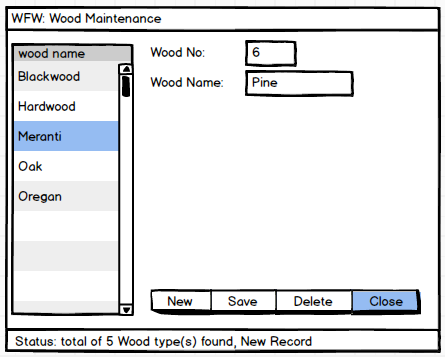 WFW: Wood Maintenance
wood name
Blackwood
Hardwood
Meranti
Oak
Oregan
Wood No: 6
Wood Name: Pine
New Save Delete Close
Status: total of 5 Wood type(s) found, New Record